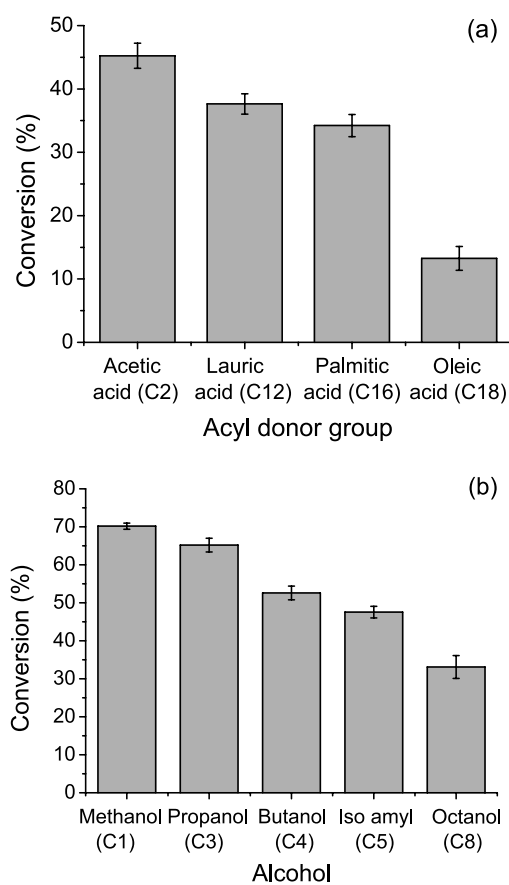 (a)
50
40
30
20
10
0
Conversion (%)
Acetic Lauric Palmitic Oleic
acid (C2) acid (C12) acid (C16) acid (C18)
Acyl donor group
(b)
80
70
60
50
40
30
20
10
0
Conversion (%)
Methanol Propanol Butanol Iso amyl Octanol
(C1) (C3) (C4) (C5) (C8)
Alcohol